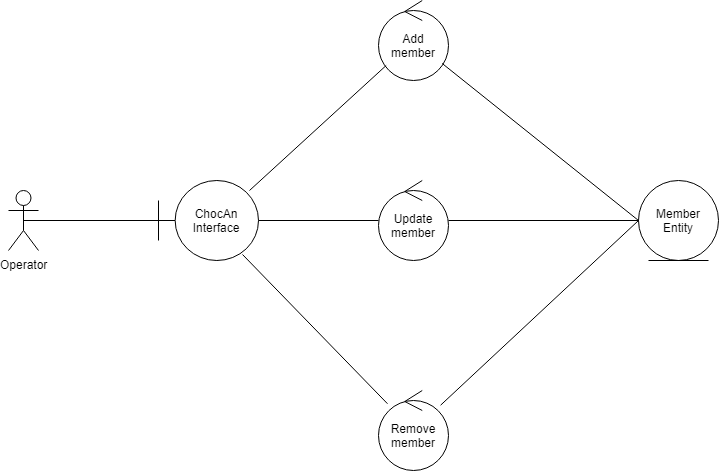 Add
member
ChocAn
Interface
Update
member
Member
Entity
Operator
Remove
member